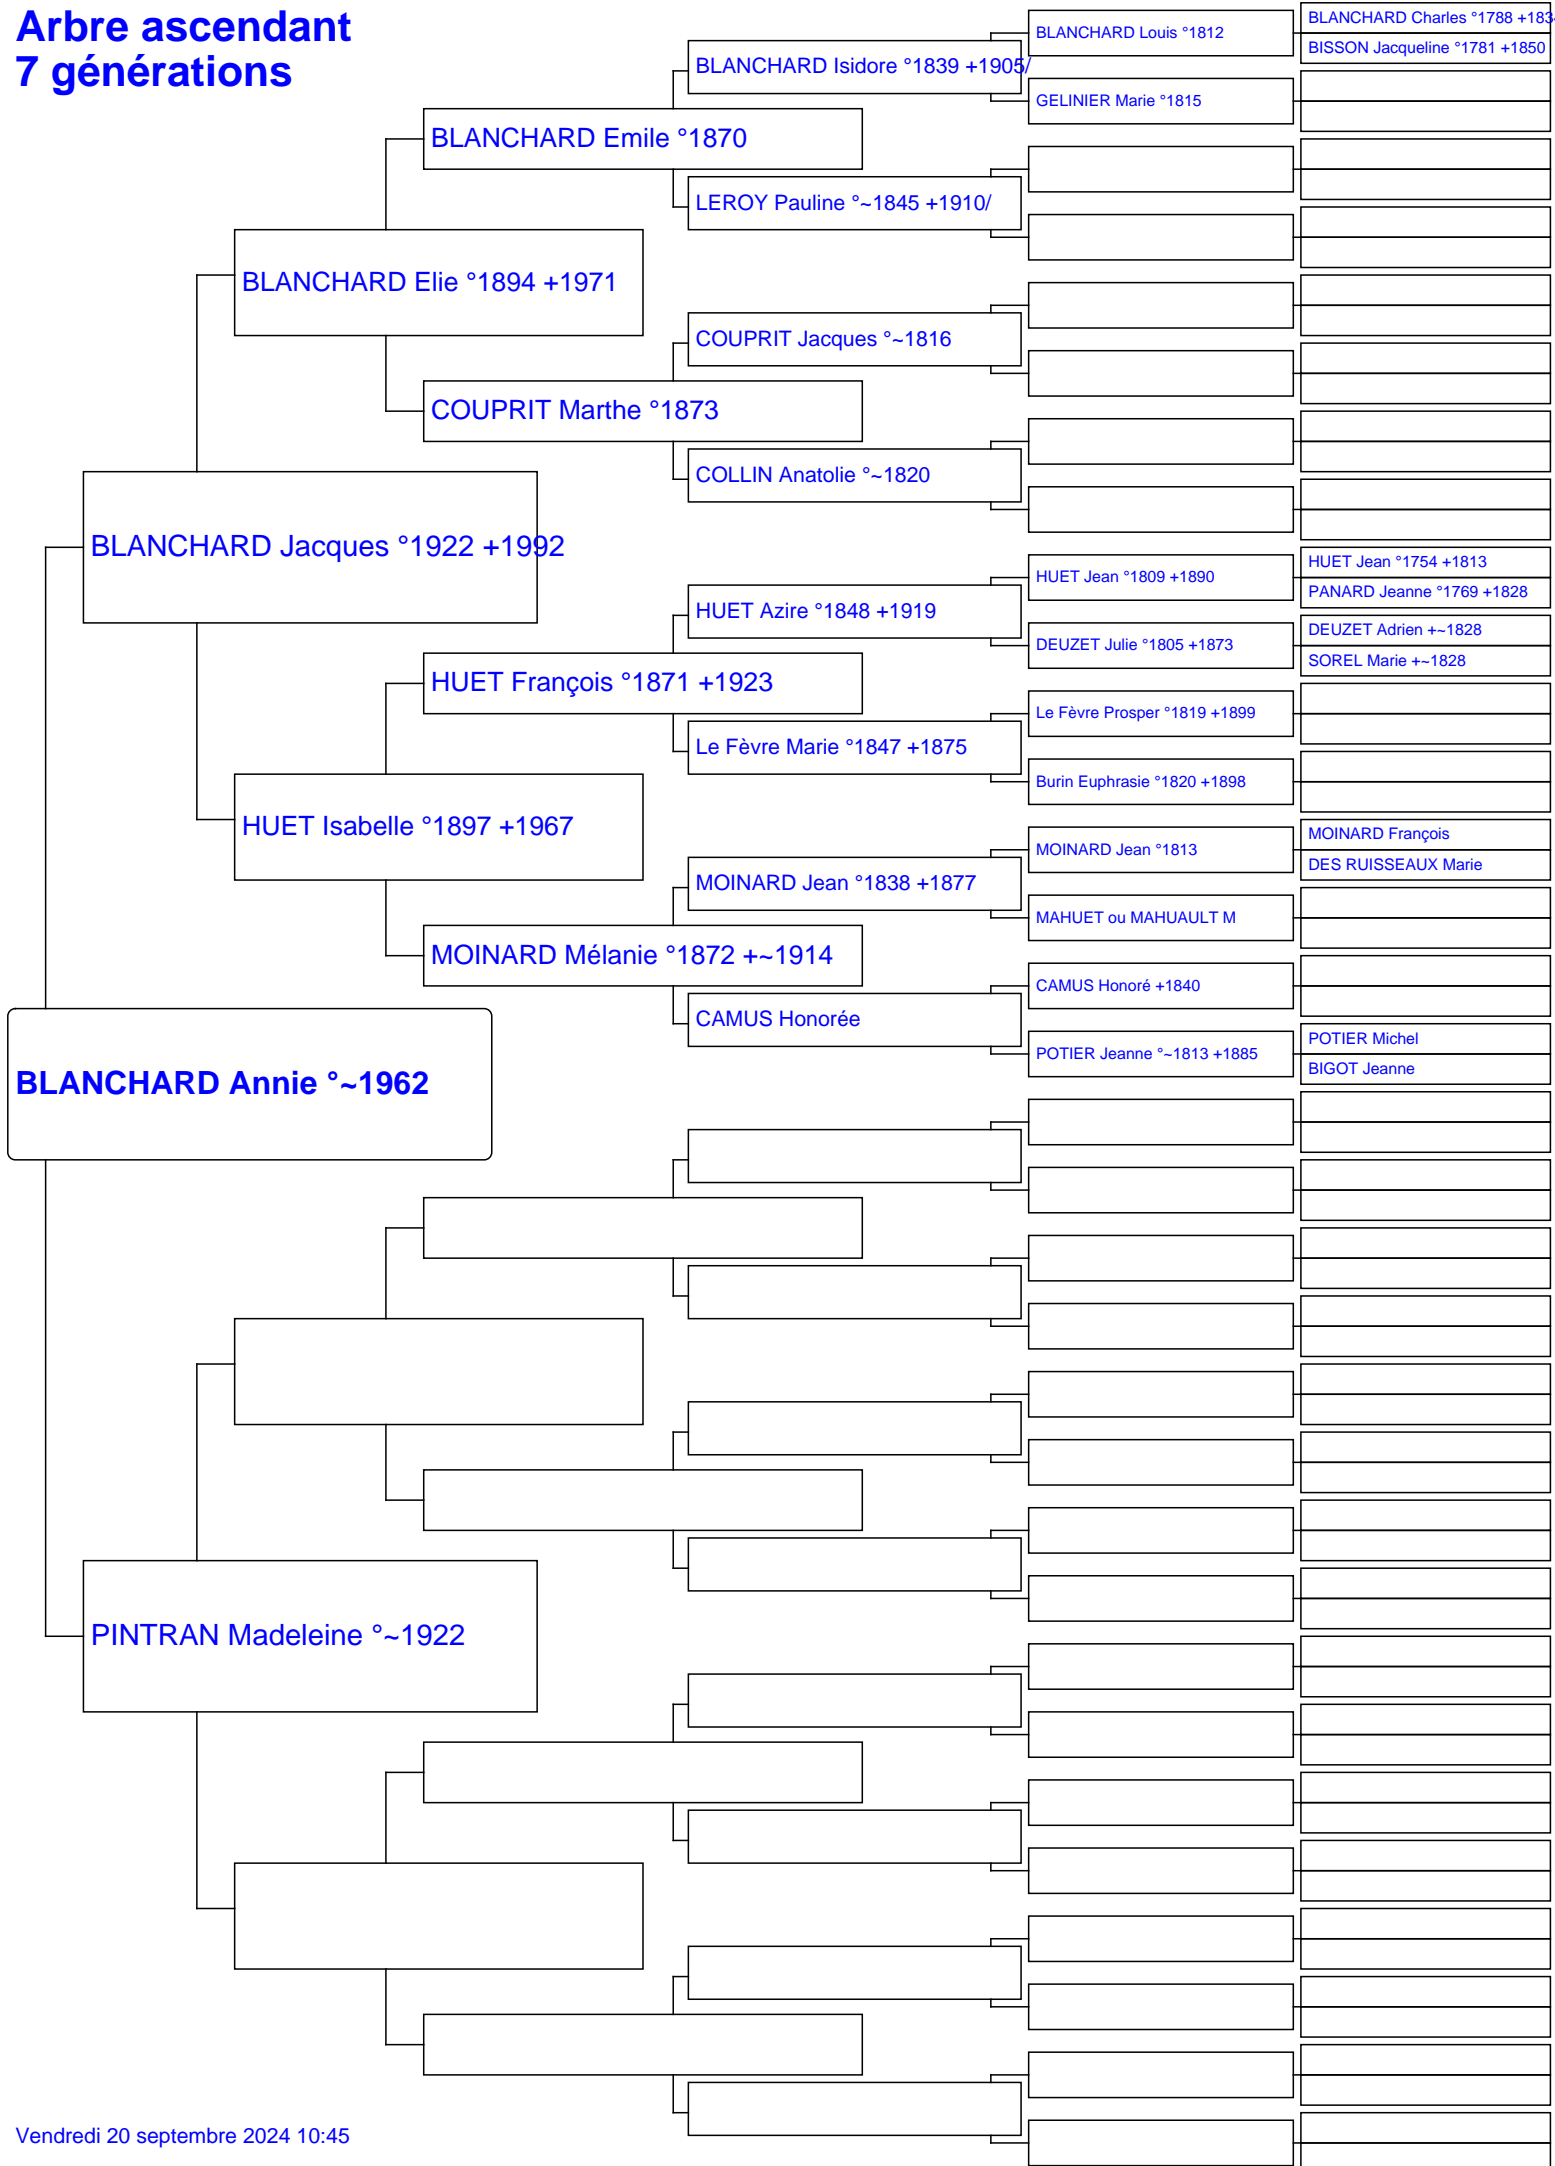 Arbre ascendant
7 générations
BLANCHARD Annie °~1962
BLANCHARD Jacques °1922 +1992
PINTRAN Madeleine °~1922
BLANCHARD Elie °1894 +1971
HUET Isabelle °1897 +1967
BLANCHARD Emile °1870
COUPRIT Marthe °1873
HUET François °1871 +1923
MOINARD Mélanie °1872 +~1914
BLANCHARD Isidore °1839 +1905/
LEROY Pauline °~1845 +1910/
COUPRIT Jacques °~1816
COLLIN Anatolie °~1820
HUET Azire °1848 +1919
Le Fèvre Marie °1847 +1875
MOINARD Jean °1838 +1877
CAMUS Honorée
BLANCHARD Louis °1812
GELINIER Marie °1815
HUET Jean °1809 +1890
DEUZET Julie °1805 +1873
Le Fèvre Prosper °1819 +1899
Burin Euphrasie °1820 +1898
MOINARD Jean °1813
MAHUET ou MAHUAULT M
CAMUS Honoré +1840
POTIER Jeanne °~1813 +1885
BLANCHARD Charles °1788
BISSON Jacqueline °1781 +1850
HUET Jean °1754 +1813
PANARD Jeanne °1769 +1828
DEUZET Adrien +~1828
SOREL Marie +~1828
MOINARD François
DES RUISSEAUX Marie
POTIER Michel
BIGOT Jeanne
Vendredi 20 septembre 2024 10:45